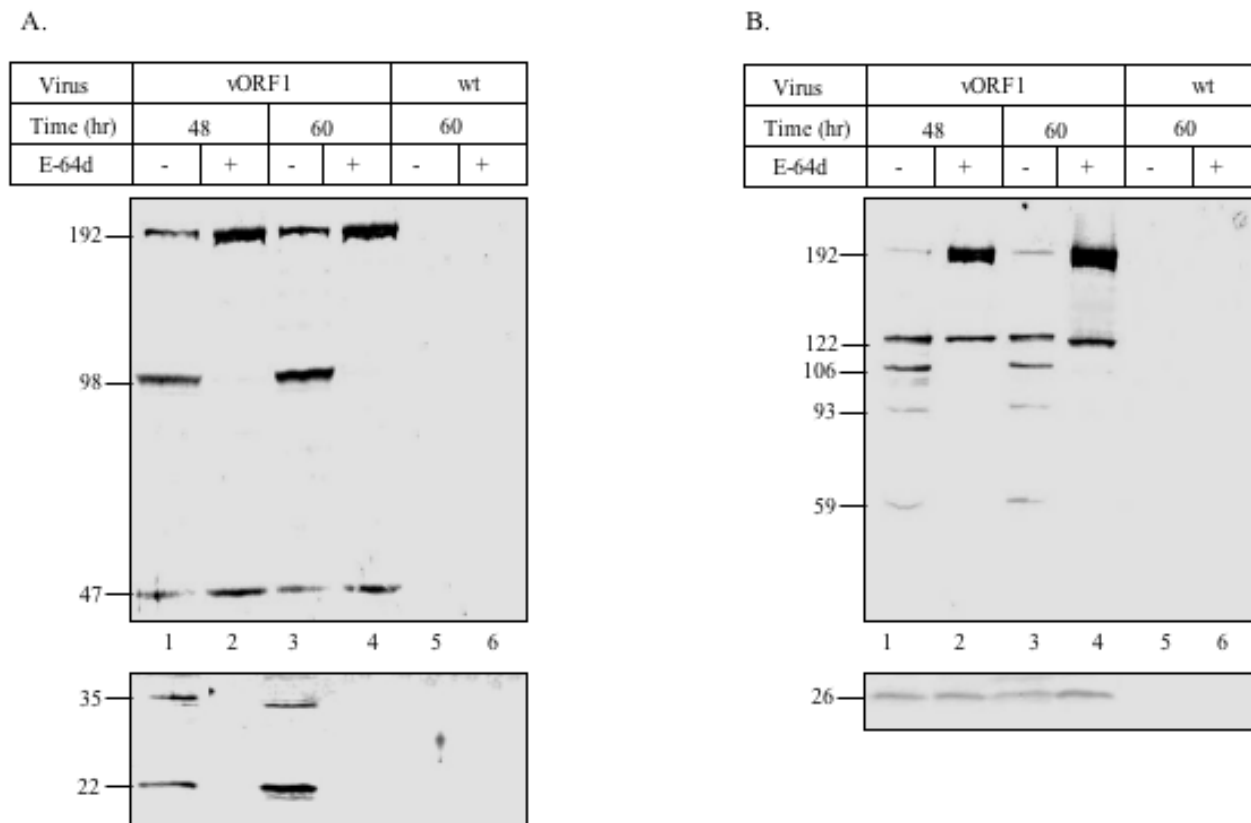 A.
Virus vORF1 wt
Time (hr) 48 60 60
E-64d - + - + - +
192
98
47
1 2 3 4 5 6
35
22
B.
Virus vORF1 wt
Time (hr) 48 60 60
E-64d - + - + - +
192
122
106
93
59
1 2 3 4 5 6
26